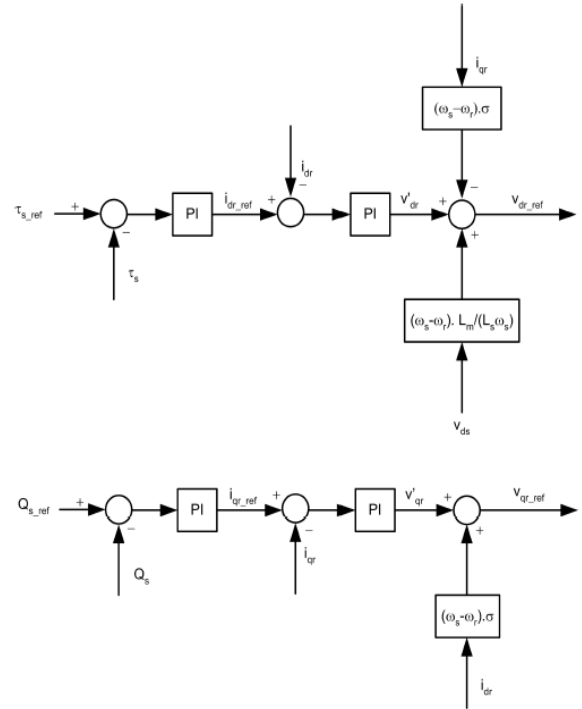 i_qr
(ω_s–ω_r).σ
i_dr
−
−
τ_s_ref + PI i_dr_ref + PI v'_dr + v_dr_ref
−
+
τ_s
(ω_s-ω_r). L_m/(L_sω_s)
v_ds
Q_s_ref + PI i_qr_ref + PI v'_qr + v_qr_ref
− − +
Q_s
i_qr
(ω_s-ω_r).σ
i_dr